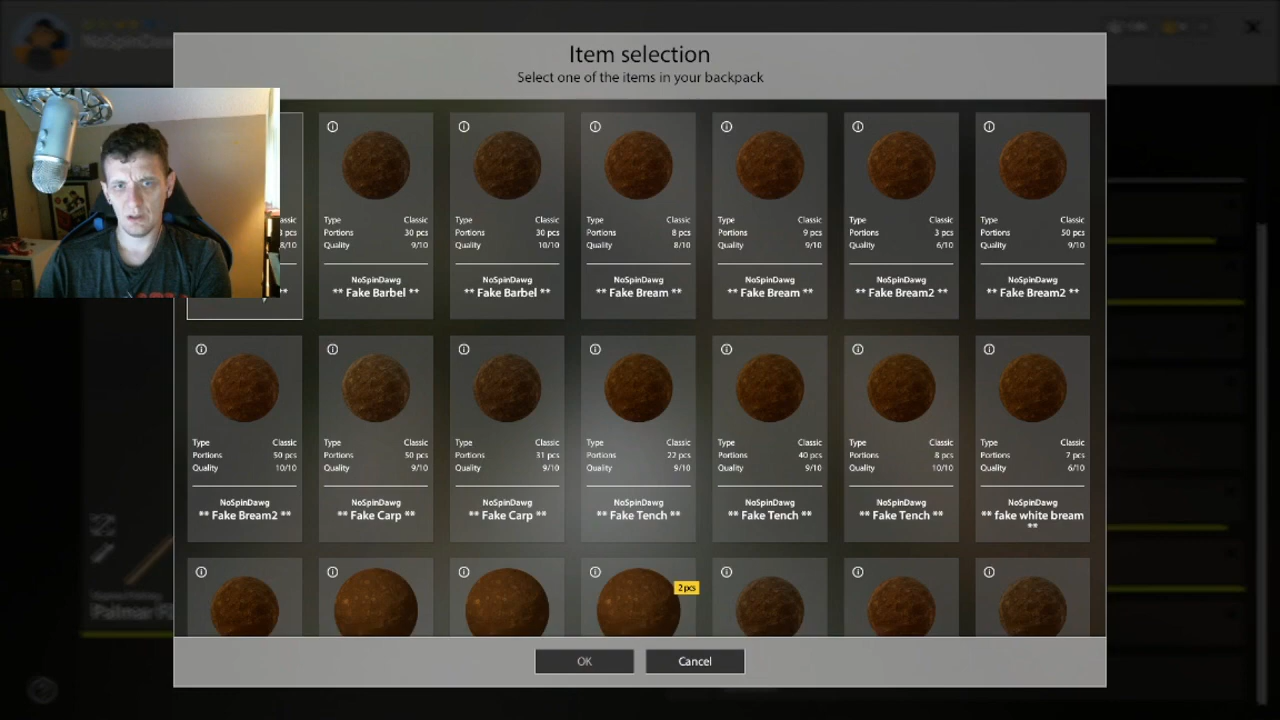 NoSpinDaw
Item selection
Select one of the items in your backpack
Classic
pcs
8/10
Type Classic
Portions 30 pcs
Quality 9/10
NoSpinDawg
** Fake Barbel **
Type Classic
Portions 30 pcs
Quality 10/10
NoSpinDawg
** Fake Barbel **
Type Classic
Portions 8 pcs
Quality 8/10
NoSpinDawg
** Fake Bream **
Type Classic
Portions 9 pcs
Quality 9/10
NoSpinDawg
** Fake Bream **
Type Classic
Portions 3 pcs
Quality 6/10
NoSpinDawg
** Fake Bream2 **
Type Classic
Portions 50 pcs
Quality 9/10
NoSpinDawg
** Fake Bream2 **
Type Classic
Portions 50 pcs
Quality 10/10
NoSpinDawg
** Fake Bream2 **
Type Classic
Portions 50 pcs
Quality 9/10
NoSpinDawg
** Fake Carp **
Type Classic
Portions 31 pcs
Quality 9/10
NoSpinDawg
** Fake Carp **
Type Classic
Portions 22 pcs
Quality 9/10
NoSpinDawg
** Fake Tench **
Type Classic
Portions 40 pcs
Quality 9/10
NoSpinDawg
** Fake Tench **
Type Classic
Portions 8 pcs
Quality 10/10
NoSpinDawg
** Fake Tench **
Type Classic
Portions 7 pcs
Quality 6/10
NoSpinDawg
** fake white bream
**
2 pcs
Palmar F
OK
Cancel